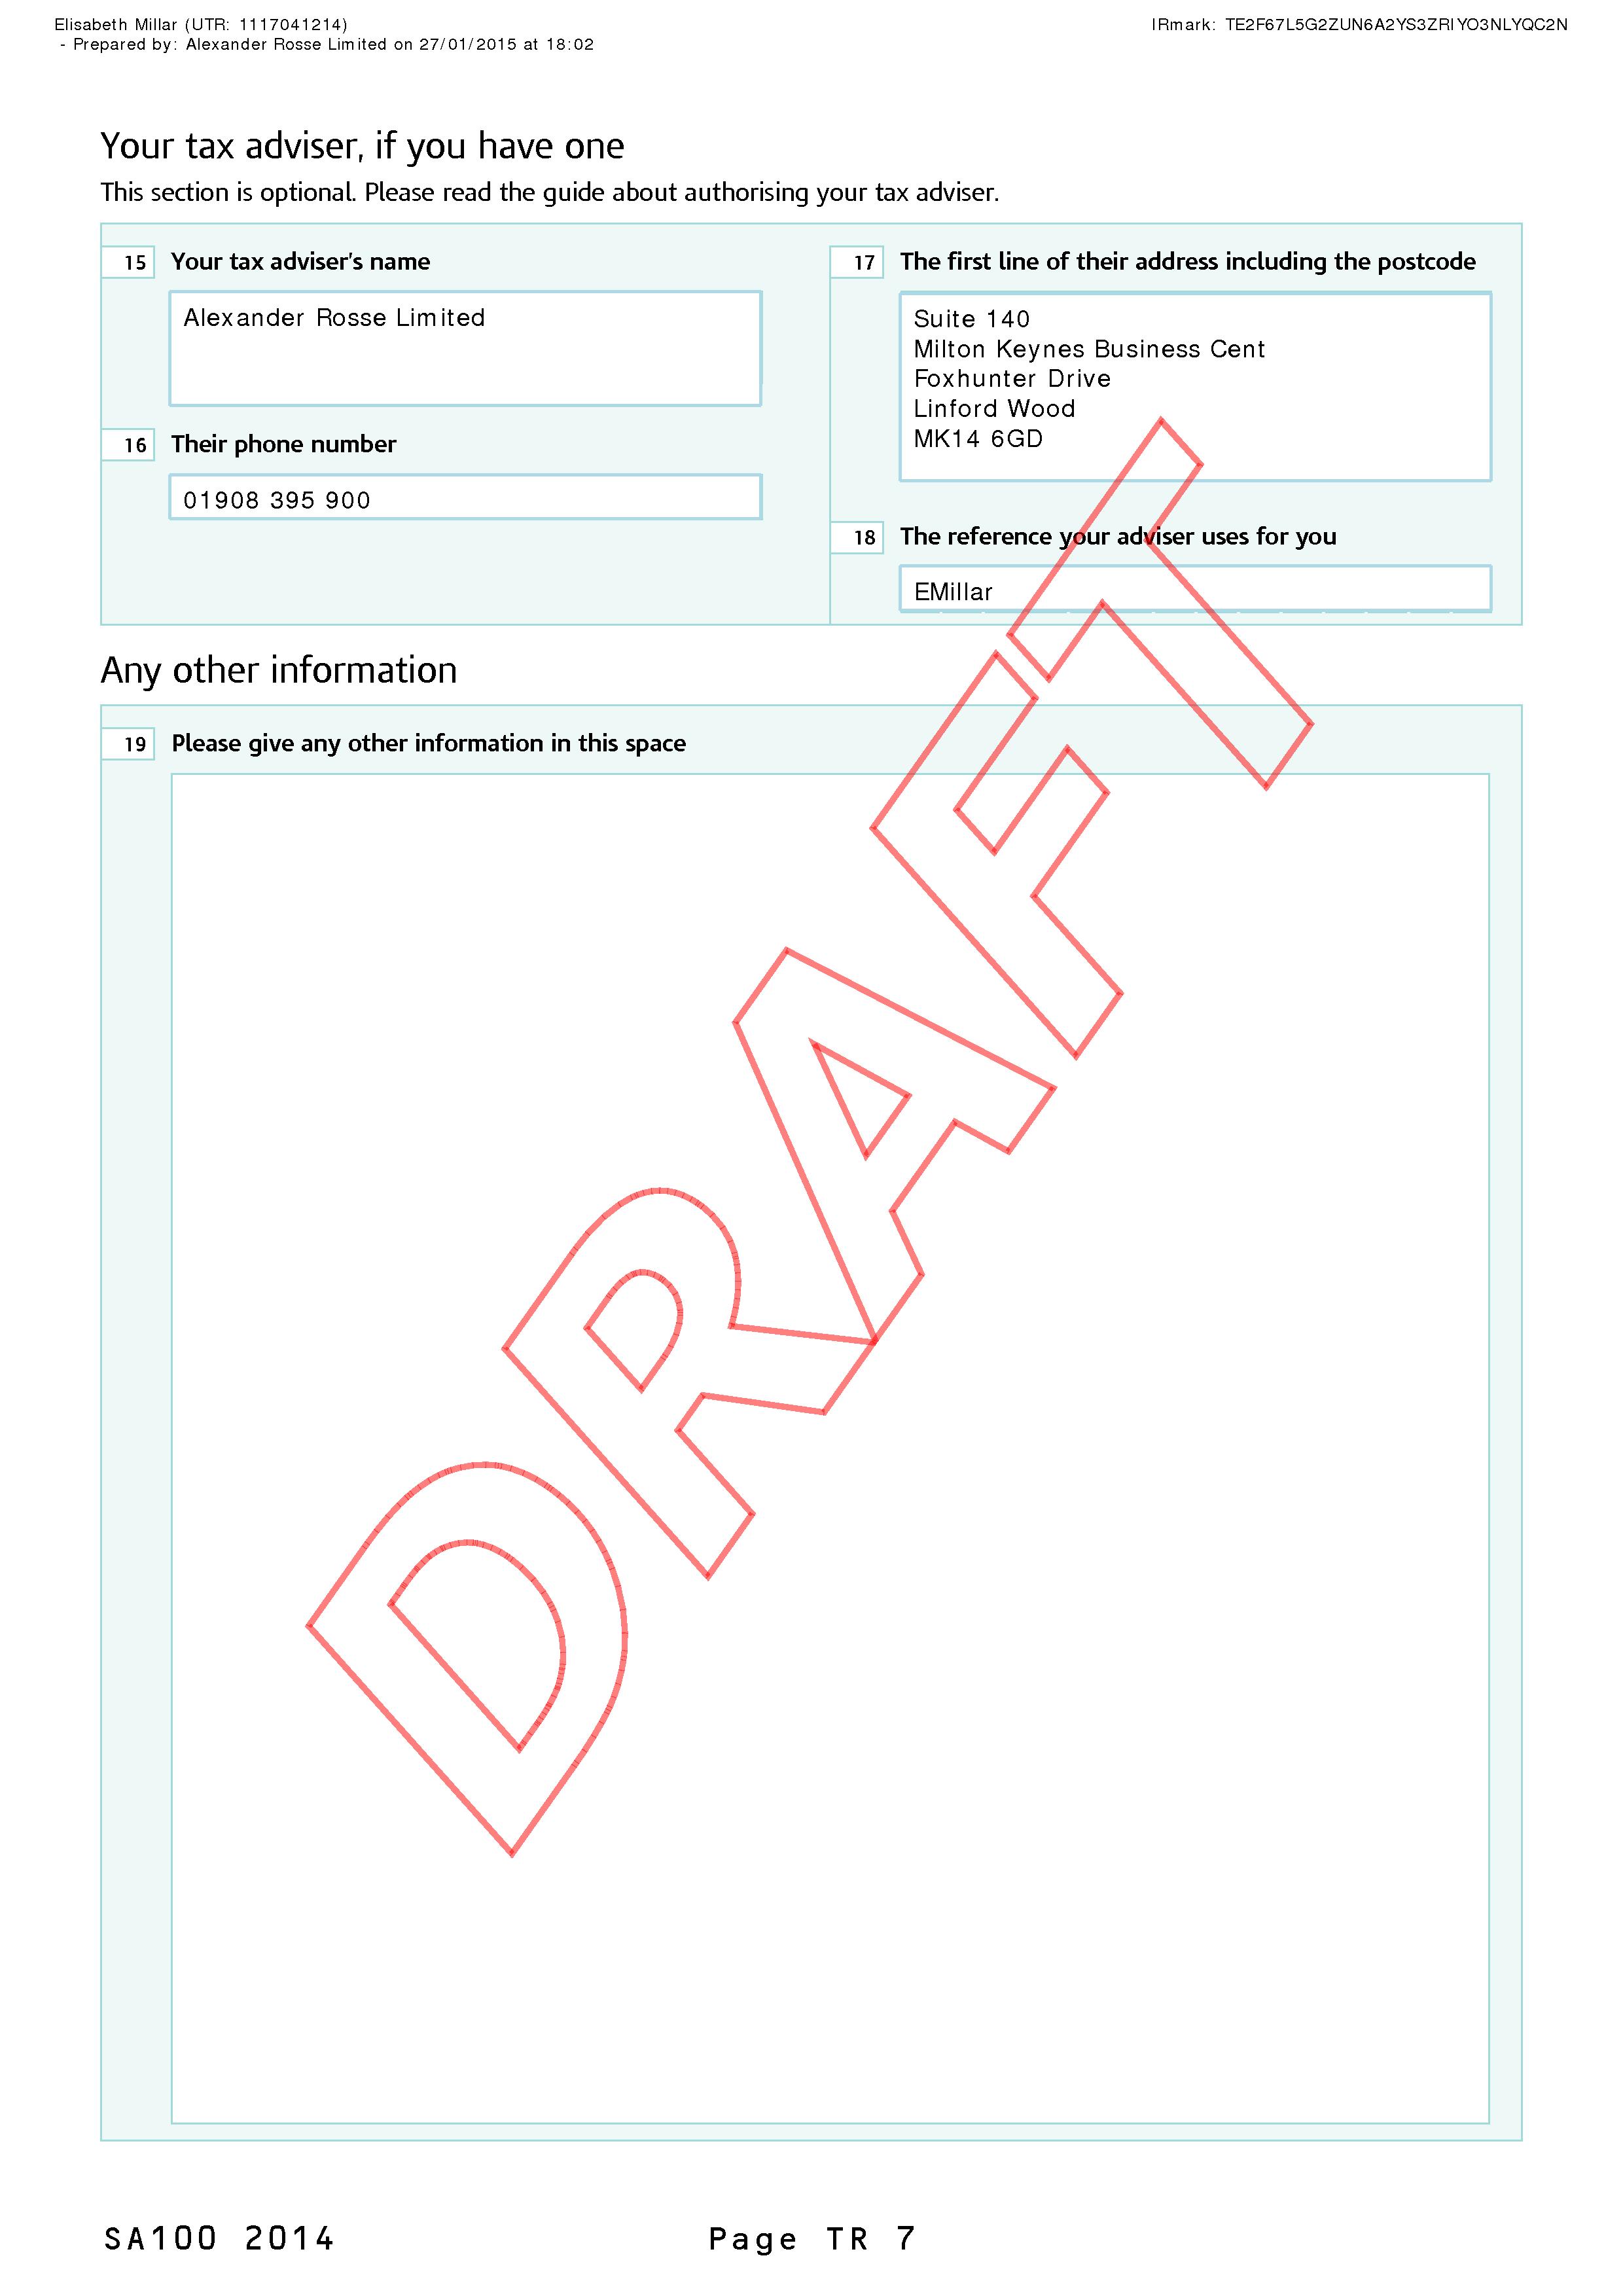 Elisabeth Millar (UTR: 1117041214)
- Prepared by: Alexander Rosse Limited on 27/01/2015 at 18:02
IRmark: TE2F67L5G2ZUN6A2YS3ZRIYO3NLYQC2N
Your tax adviser, if you have one
This section is optional. Please read the guide about authorising your tax adviser.
15 Your tax adviser's name
Alexander Rosse Limited
16 Their phone number
01908 395 900
17 The first line of their address including the postcode
Suite 140
Milton Keynes Business Cent
Foxhunter Drive
Linford Wood
MK14 6GD
18 The reference your adviser uses for you
EMillar
Any other information
19 Please give any other information in this space
DRAFT
SA100 2014
Page TR 7